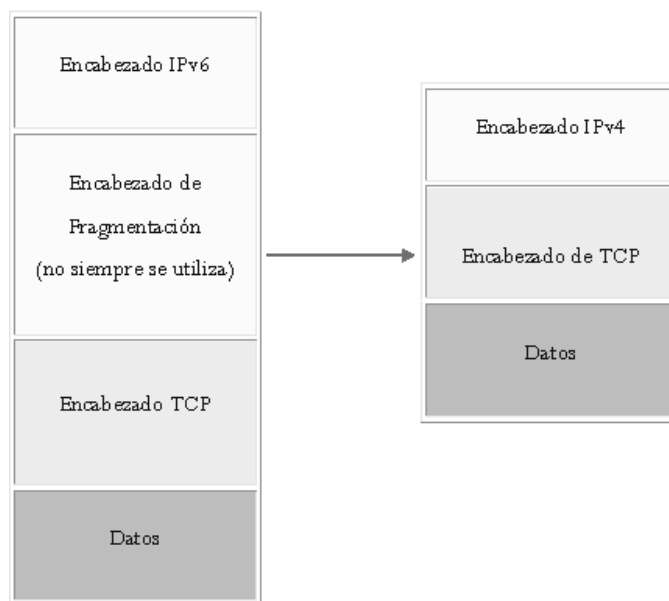 Encabezado IPv6
Encabezado de
Fragmentación
(no siempre se utiliza)
Encabezado TCP
Datos
Encabezado IPv4
Encabezado de TCP
Datos